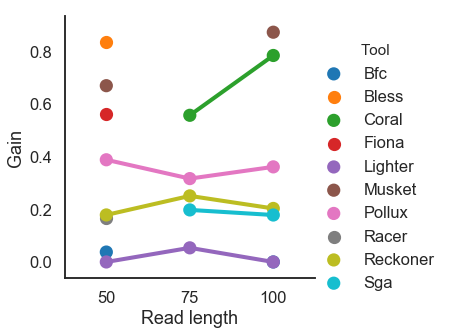 Gain
0.8
0.6
0.4
0.2
0.0
50 75 100
Read length
Tool
Bfc
Bless
Coral
Fiona
Lighter
Musket
Pollux
Racer
Reckoner
Sga